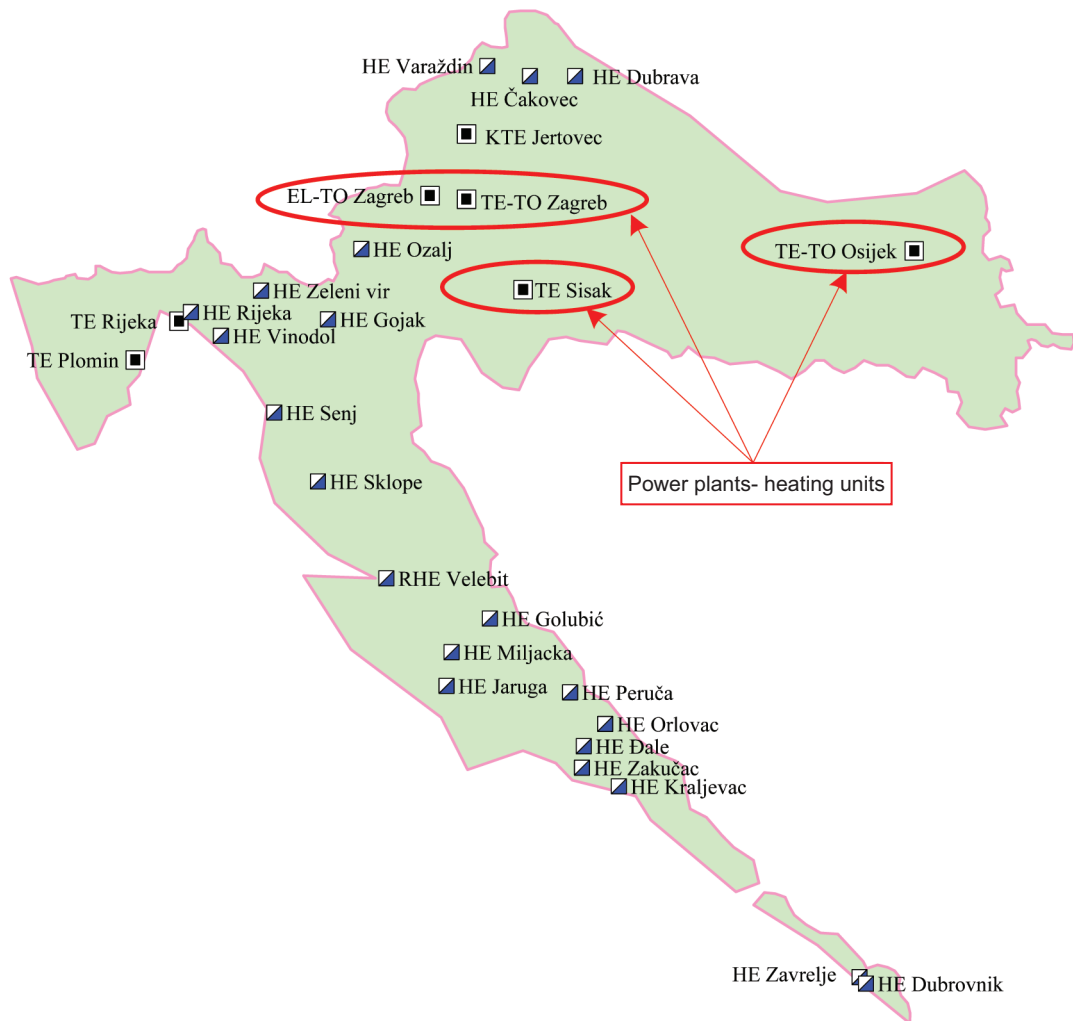 HE Varaždin
HE Dubrava
HE Čakovec
KTE Jertovec
EL-TO Zagreb
TE-TO Zagreb
HE Ozalj
TE-TO Osijek
TE Sisak
HE Zeleni vir
HE Rijeka
TE Rijeka
HE Gojak
HE Vinodol
TE Plomin
HE Senj
HE Sklope
Power plants- heating units
RHE Velebit
HE Golubić
HE Miljacka
HE Jaruga
HE Peruča
HE Orlovac
HE Đale
HE Zakučac
HE Kraljevac
HE Zavrelje
HE Dubrovnik